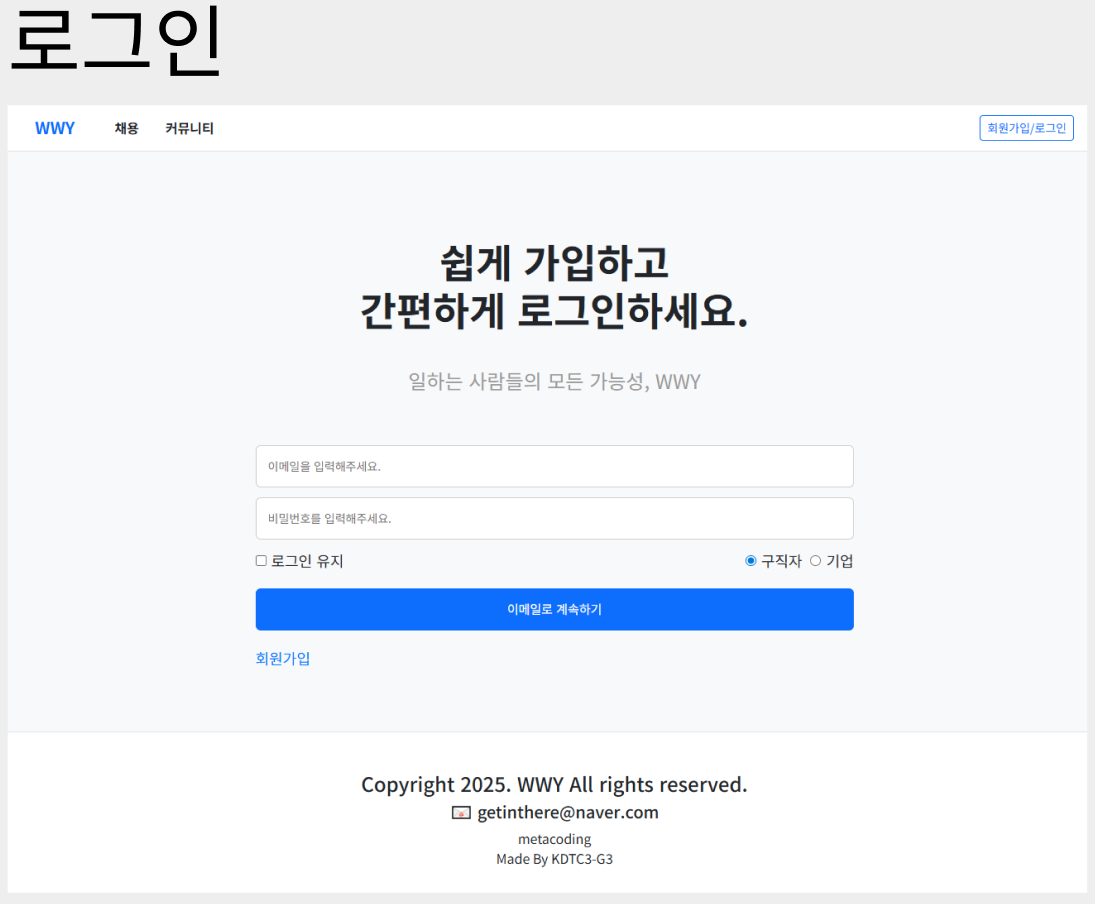 로그인
WWY 채용 커뮤니티 회원가입/로그인
쉽게 가입하고
간편하게 로그인하세요.
일하는 사람들의 모든 가능성, WWY
이메일을 입력해주세요.
비밀번호를 입력해주세요.
로그인 유지 구직자 기업
이메일로 계속하기
회원가입
Copyright 2025. WWY All rights reserved.
getinthere@naver.com
metacoding
Made By KDTC3-G3